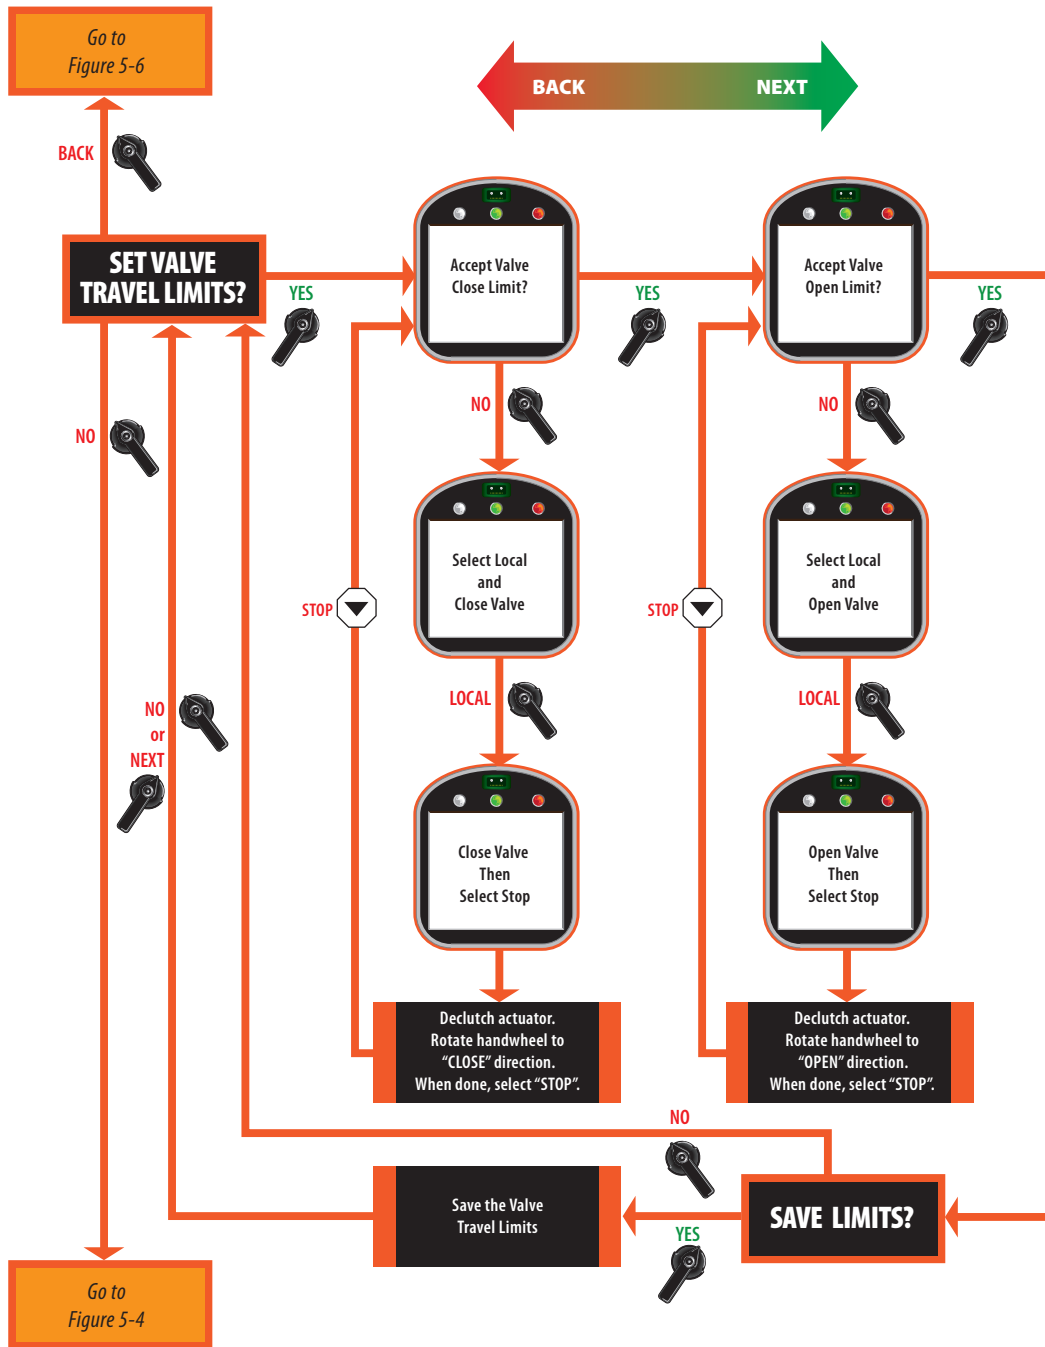 Go to
Figure 5-6
BACK
NEXT
BACK
SET VALVE
TRAVEL LIMITS?
YES
Accept Valve
Close Limit?
YES
Accept Valve
Open Limit?
YES
NO
NO
NO
Select Local
and
Close Valve
Select Local
and
Open Valve
STOP
STOP
LOCAL
LOCAL
NO
or
NEXT
Close Valve
Then
Select Stop
Open Valve
Then
Select Stop
Declutch actuator.
Rotate handwheel to
“CLOSE” direction.
When done, select “STOP”.
Declutch actuator.
Rotate handwheel to
“OPEN” direction.
When done, select “STOP”.
NO
Save the Valve
Travel Limits
YES
SAVE LIMITS?
Go to
Figure 5-4